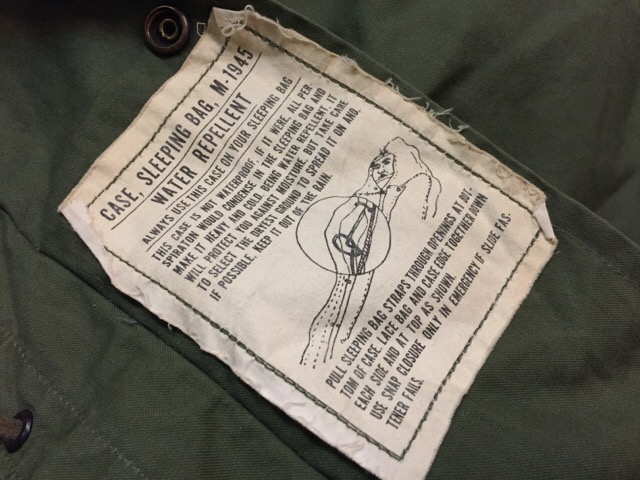 CASE, SLEEPING BAG, M-1945
WATER REPELLENT
ALWAYS USE THIS CASE ON YOUR SLEEPING BAG
THIS CASE IS NOT WATERPROOF, IF IT WERE, ALL PER-
SPIRATON WOULD CONDENSE IN THE SLEEPING BAG AND
MAKE IT HEAVY AND COLD. BEING WATER REPELLENT, IT
WILL PROTECT YOU AGAINST MOISTURE, BUT TAKE CARE
TO SELECT THE DRYEST GROUND TO SPREAD IT ON AND,
IF POSSIBLE, KEEP IT OUT OF THE RAIN.
PULL SLEEPING BAG STRAPS THROUGH OPENINGS AT BOT-
TOM OF CASE. LACE BAG AND CASE EDGE TOGETHER DOWN
EACH SIDE AND AT TOP AS SHOWN.
USE SNAP CLOSURE ONLY IN EMERGENCY IF SLIDE FAS-
TENER FAILS.